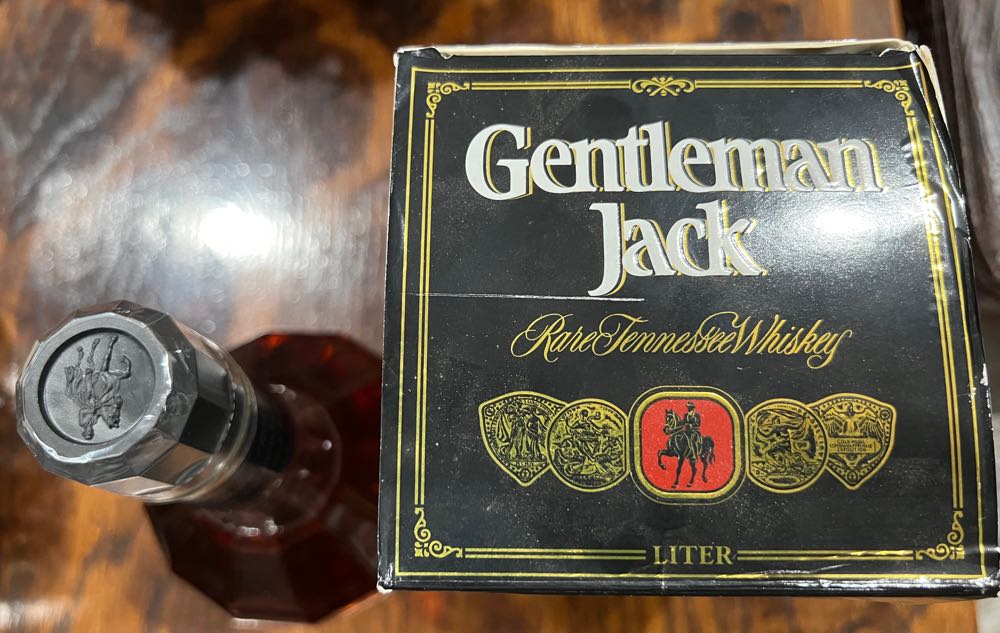 Gentleman
Jack
Rare Tennessee Whiskey
LITER